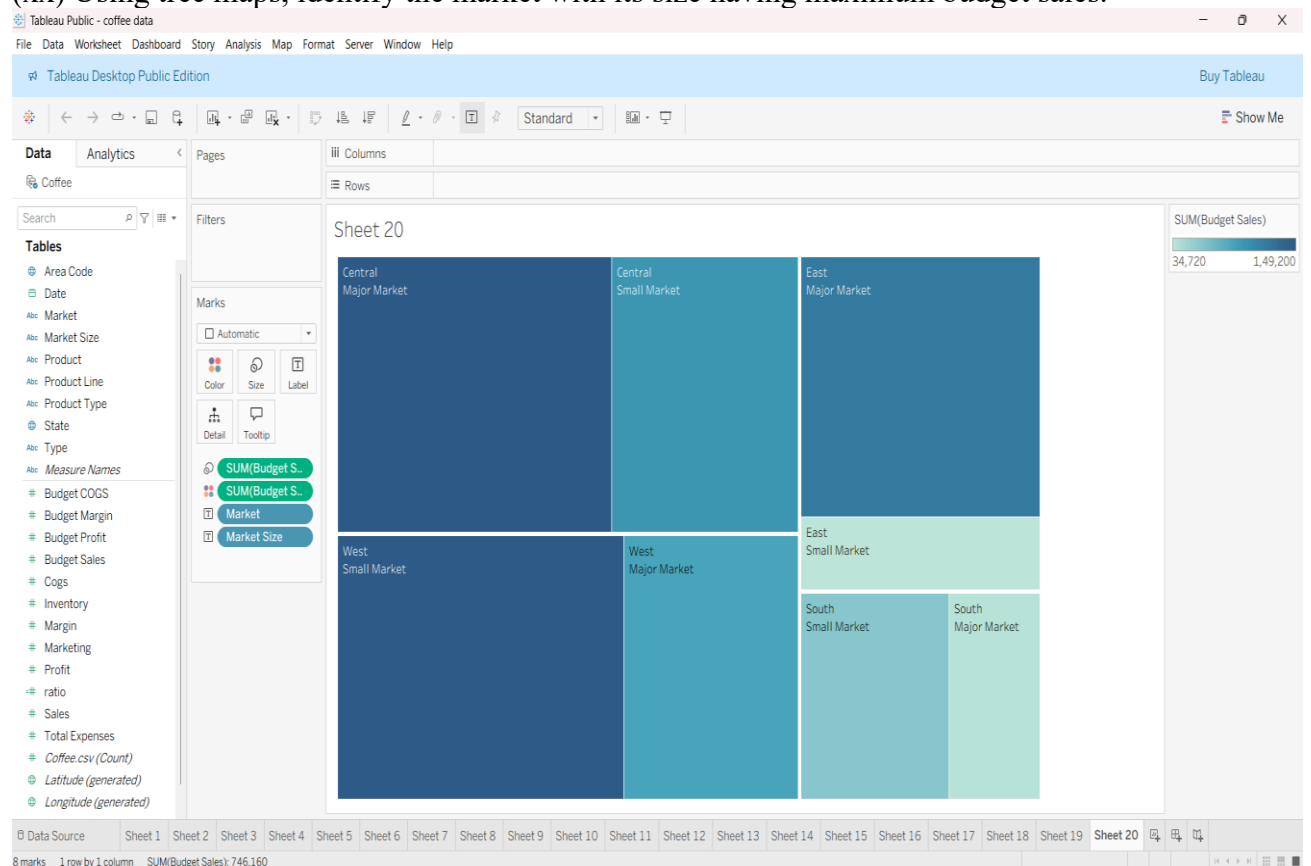 (xx) Using tree maps, identify the market with its size having maximum budget sales.
Tableau Public - coffee data
File Data Worksheet Dashboard Story Analysis Map Format Server Window Help
Tableau Desktop Public Edition
Buy Tableau
Standard
Show Me
Data Analytics
Coffee
Search
Tables
Area Code
Date
Abc Market
Abc Market Size
Abc Product
Abc Product Line
Abc Product Type
State
Abc Type
Abc Measure Names
# Budget COGS
# Budget Margin
# Budget Profit
# Budget Sales
# Cogs
# Inventory
# Margin
# Marketing
# Profit
=# ratio
# Sales
# Total Expenses
# Coffee.csv (Count)
Latitude (generated)
Longitude (generated)
Pages
Filters
Marks
Automatic
Color Size Label
Detail Tooltip
SUM(Budget S..
SUM(Budget S..
Market
Market Size
Columns
Rows
Sheet 20
Central
Major Market
Central
Small Market
East
Major Market
East
Small Market
West
Small Market
West
Major Market
South
Small Market
South
Major Market
SUM(Budget Sales)
34,720 1,49,200
Data Source Sheet 1 Sheet 2 Sheet 3 Sheet 4 Sheet 5 Sheet 6 Sheet 7 Sheet 8 Sheet 9 Sheet 10 Sheet 11 Sheet 12 Sheet 13 Sheet 14 Sheet 15 Sheet 16 Sheet 17 Sheet 18 Sheet 19 Sheet 20
8 marks 1 row by 1 column SUM(Budget Sales): 746,160